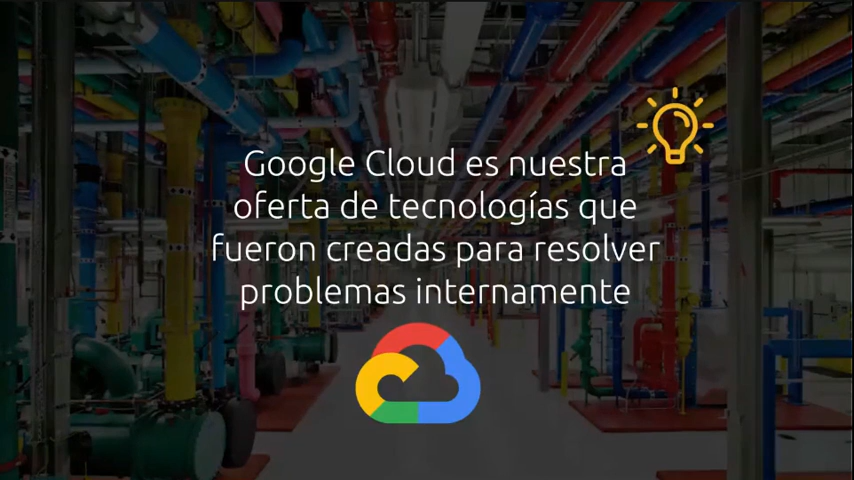 Google Cloud es nuestra
oferta de tecnologías que
fueron creadas para resolver
problemas internamente